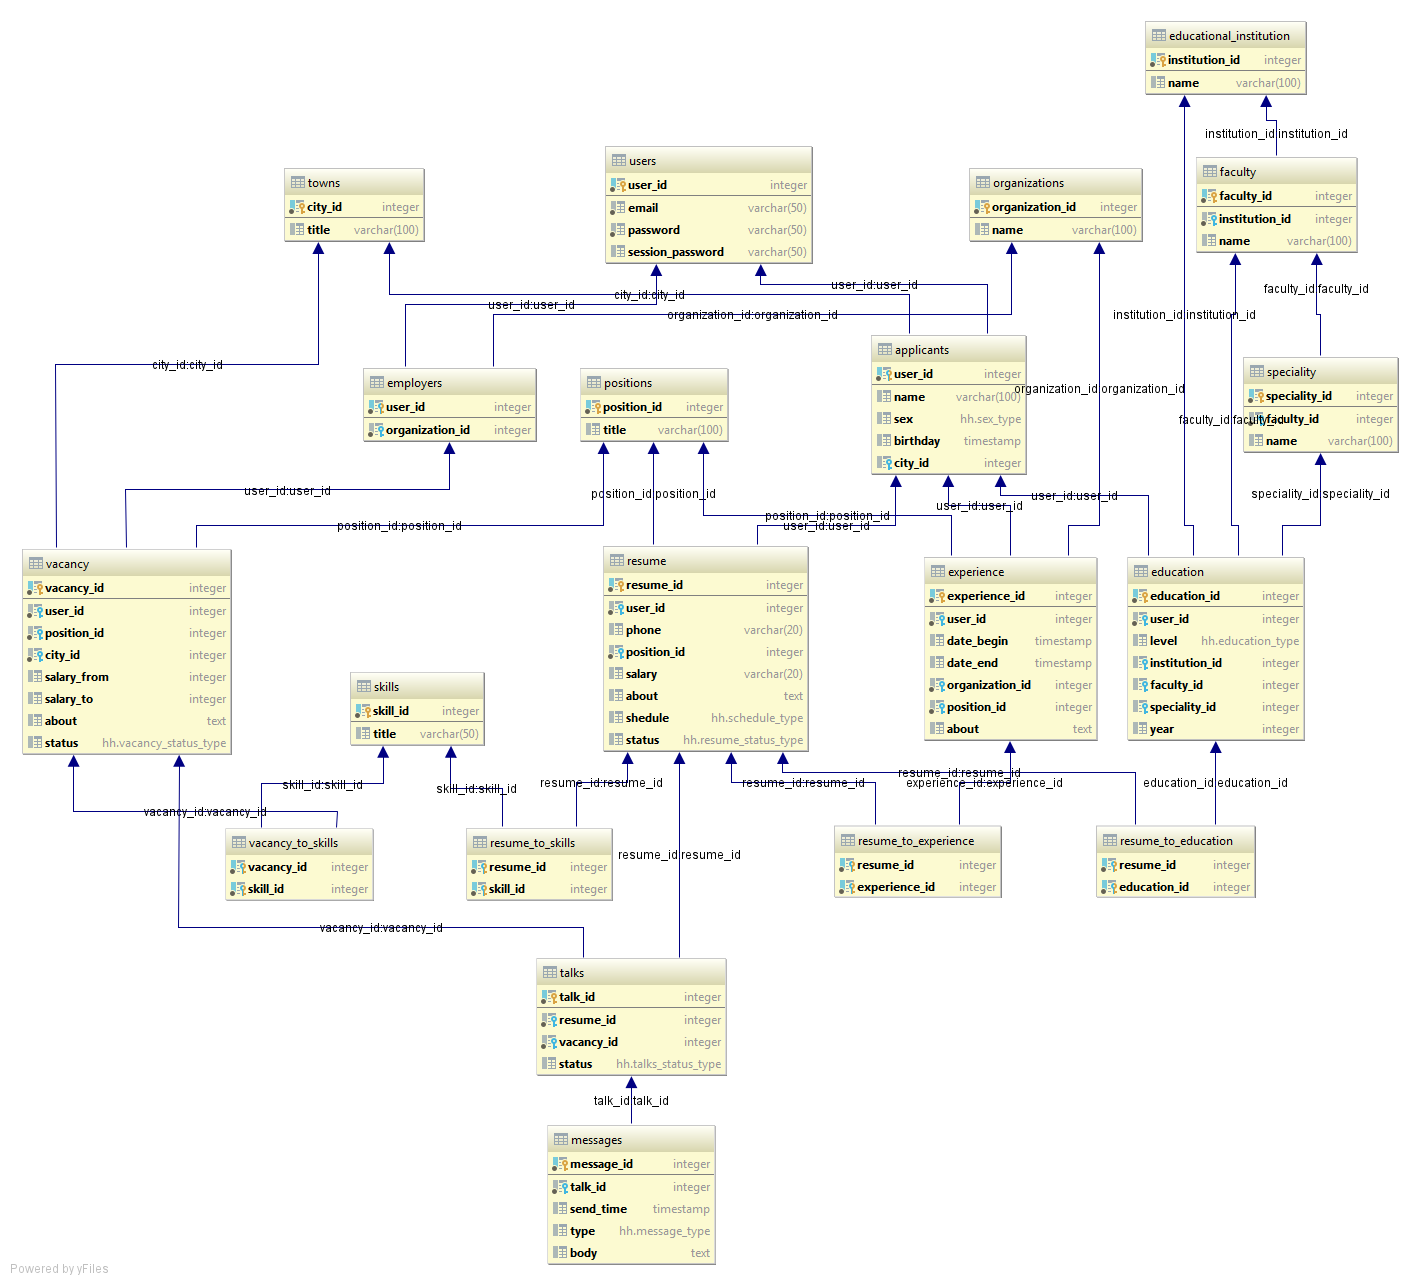 educational_institution
institution_id integer
name varchar(100)
institution_id:institution_id
faculty
faculty_id integer
institution_id integer
name varchar(100)
towns
city_id integer
title varchar(100)
users
user_id integer
email varchar(50)
password varchar(50)
session_password varchar(50)
organizations
organization_id integer
name varchar(100)
user_id:user_id
city_id:city_id
user_id:user_id
organization_id:organization_id
institution_id:institution_id
faculty_id:faculty_id
city_id:city_id
employers
user_id integer
organization_id integer
positions
position_id integer
title varchar(100)
applicants
user_id integer
name varchar(100)
sex hh.sex_type
birthday timestamp
city_id integer
organization_id:organization_id
speciality
speciality_id integer
faculty_id integer
name varchar(100)
faculty_id:faculty_id
user_id:user_id
position_id:position_id
position_id:position_id
position_id:position_id
user_id:user_id
user_id:user_id
user_id:user_id
speciality_id:speciality_id
vacancy
vacancy_id integer
user_id integer
position_id integer
city_id integer
salary_from integer
salary_to integer
about text
status hh.vacancy_status_type
resume
resume_id integer
user_id integer
phone varchar(20)
position_id integer
salary varchar(20)
about text
shedule hh.schedule_type
status hh.resume_status_type
experience
experience_id integer
user_id integer
date_begin timestamp
date_end timestamp
organization_id integer
position_id integer
about text
education
education_id integer
user_id integer
level hh.education_type
institution_id integer
faculty_id integer
speciality_id integer
year integer
skills
skill_id integer
title varchar(50)
skill_id:skill_id
skill_id:skill_id
resume_id:resume_id
resume_id:resume_id
resume_id:resume_id
experience_id:experience_id
education_id:education_id
vacancy_id:vacancy_id
vacancy_to_skills
vacancy_id integer
skill_id integer
resume_to_skills
resume_id integer
skill_id integer
resume_id:resume_id
resume_to_experience
resume_id integer
experience_id integer
resume_to_education
resume_id integer
education_id integer
vacancy_id:vacancy_id
talks
talk_id integer
resume_id integer
vacancy_id integer
status hh.talks_status_type
talk_id:talk_id
messages
message_id integer
talk_id integer
send_time timestamp
type hh.message_type
body text
Powered by yFiles